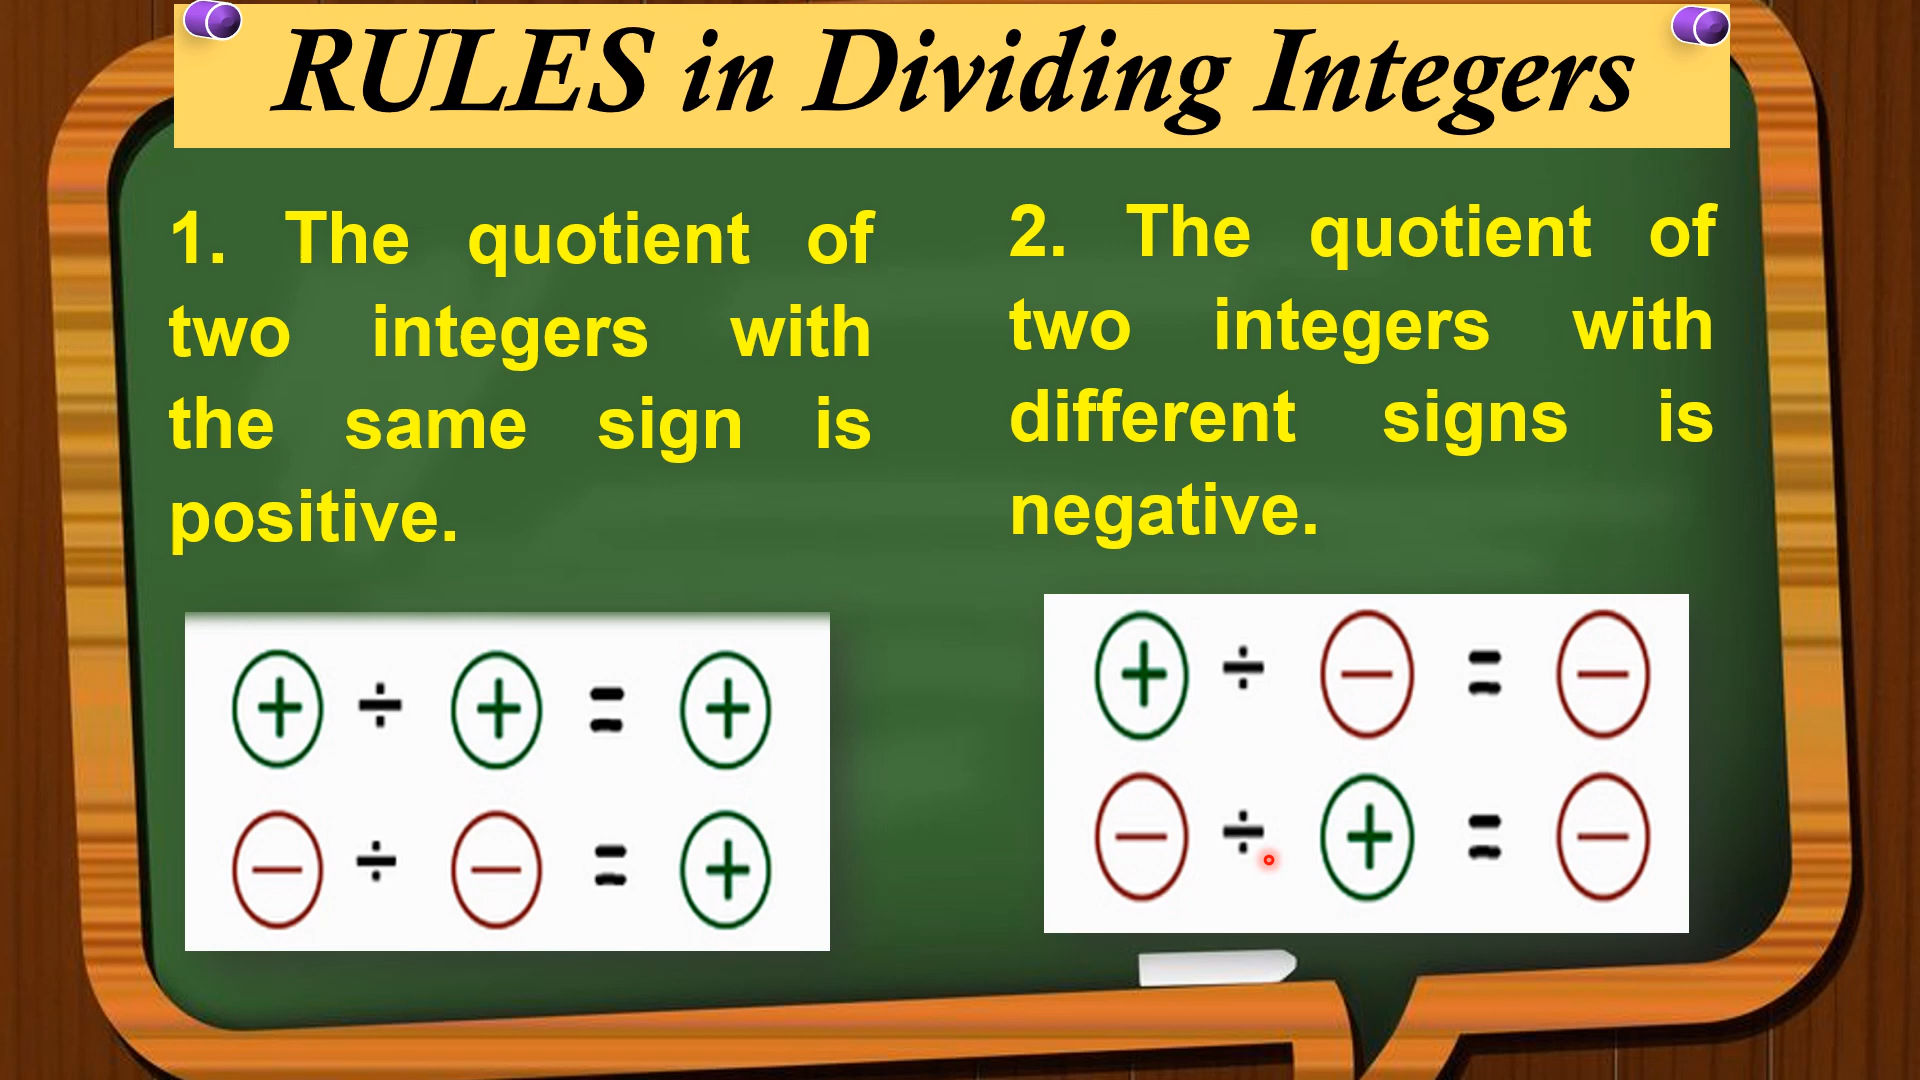 RULES in Dividing Integers
1. The quotient of
two integers with
the same sign is
positive.
+ ÷ + = +
− ÷ − = +
2. The quotient of
two integers with
different signs is
negative.
+ ÷ − = −
− ÷ + = −